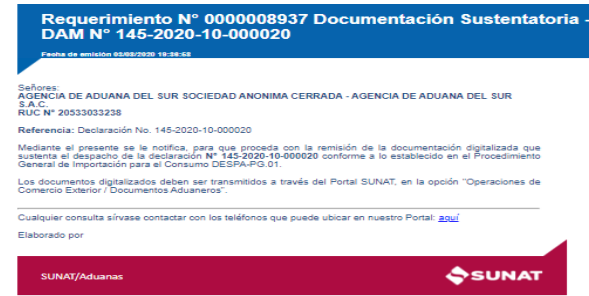 Requerimiento N° 0000008937 Documentación Sustentatoria -
DAM N° 145-2020-10-000020
Fecha de emisión 03/03/2020 19:36:58
Señores:
AGENCIA DE ADUANA DEL SUR SOCIEDAD ANONIMA CERRADA - AGENCIA DE ADUANA DEL SUR
S.A.C.
RUC N° 20533033238
Referencia: Declaración No. 145-2020-10-000020
Mediante el presente se le notifica, para que proceda con la remisión de la documentación digitalizada que
sustenta el despacho de la declaración N° 145-2020-10-000020 conforme a lo establecido en el Procedimiento
General de Importación para el Consumo DESPA-PG.01.
Los documentos digitalizados deben ser transmitidos a través del Portal SUNAT, en la opción "Operaciones de
Comercio Exterior / Documentos Aduaneros".
Cualquier consulta sírvase contactar con los teléfonos que puede ubicar en nuestro Portal: aquí
Elaborado por
SUNAT/Aduanas
SUNAT